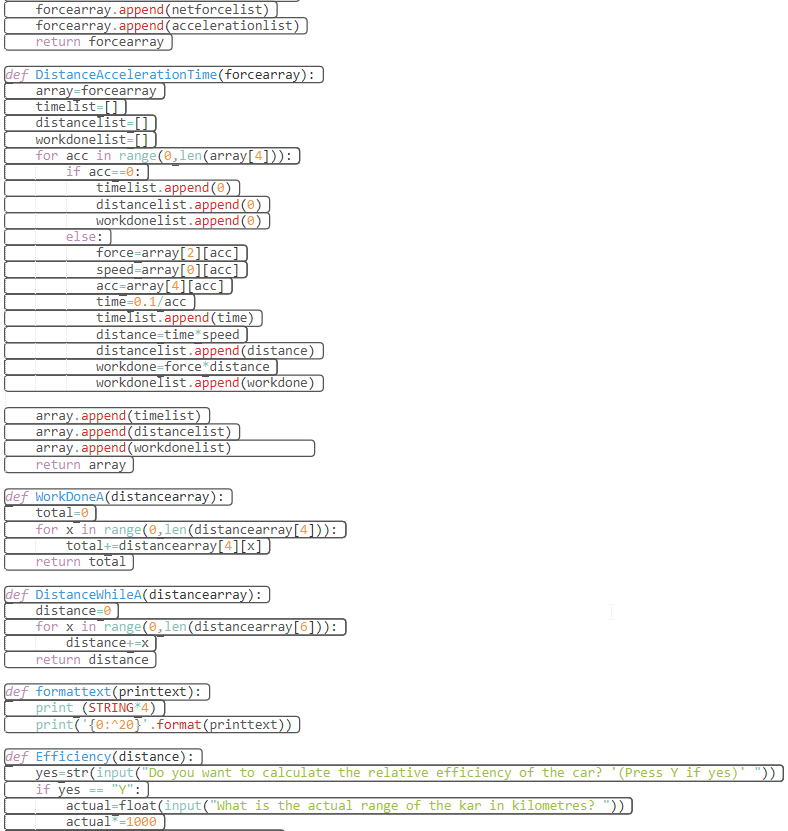 forcearray.append(netforcelist)
    forcearray.append(accelerationlist)
    return forcearray

def DistanceAccelerationTime(forcearray):
    array=forcearray
    timelist=[]
    distancelist=[]
    workdonelist=[]
    for acc in range(0,len(array[4])):
        if acc==0:
            timelist.append(0)
            distancelist.append(0)
            workdonelist.append(0)
        else:
            force=array[2][acc]
            speed=array[0][acc]
            acc=array[4][acc]
            time=0.1/acc
            timelist.append(time)
            distance=time*speed
            distancelist.append(distance)
            workdone=force*distance
            workdonelist.append(workdone)

    array.append(timelist)
    array.append(distancelist)
    array.append(workdonelist)
    return array

def WorkDoneA(distancearray):
    total=0
    for x in range(0,len(distancearray[4])):
        total+=distancearray[4][x]
    return total

def DistanceWhileA(distancearray):
    distance=0
    for x in range(0,len(distancearray[6])):
        distance+=x
    return distance

def formattext(printtext):
    print (STRING*4)
    print('{0:^20}'.format(printtext))

def Efficiency(distance):
    yes=str(input("Do you want to calculate the relative efficiency of the car? '(Press Y if yes)' "))
    if yes == "Y":
        actual=float(input("What is the actual range of the kar in kilometres? "))
        actual*=1000